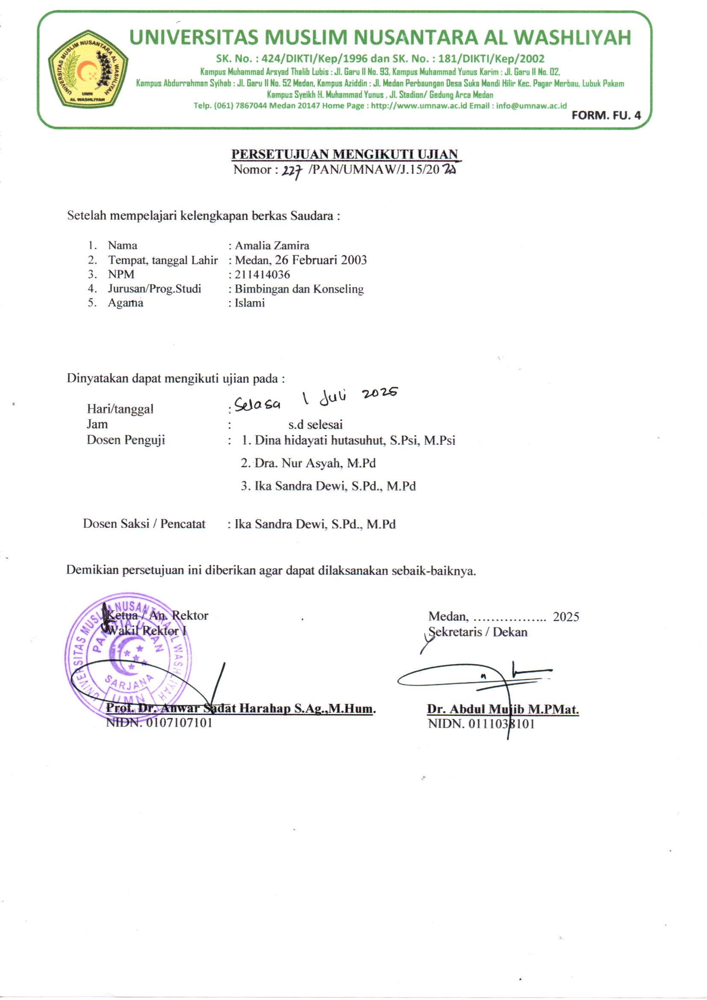 UNIVERSITAS MUSLIM NUSANTARA AL WASHLIYAH
UMN
AL WASHLIYAH
UNIVERSITAS MUSLIM NUSANTARA AL WASHLIYAH
SK. No. : 424/DIKTI/Kep/1996 dan SK. No. : 181/DIKTI/Kep/2002
Kampus Muhammad Arsyad Thalib Lubis : Jl. Garu II No. 93, Kampus Muhammad Yunus Karim : Jl. Garu II No. 02,
Kampus Abdurrahman Syihab : Jl. Garu II No. 52 Medan, Kampus Aziddin : Jl. Medan Perbaungan Desa Suka Mandi Hilir Kec. Pagar Merbau, Lubuk Pakam
Kampus Syeikh H. Muhammad Yunus , Jl. Stadion/ Gedung Arca Medan
Telp. (061) 7867044 Medan 20147 Home Page : http://www.umnaw.ac.id Email : info@umnaw.ac.id
FORM. FU. 4
PERSETUJUAN MENGIKUTI UJIAN
Nomor : 227 /PAN/UMNAW/J.15/2025
Setelah mempelajari kelengkapan berkas Saudara :
1. Nama : Amalia Zamira
2. Tempat, tanggal Lahir : Medan, 26 Februari 2003
3. NPM : 211414036
4. Jurusan/Prog.Studi : Bimbingan dan Konseling
5. Agama : Islami
Dinyatakan dapat mengikuti ujian pada :
Hari/tanggal : Selasa 1 Juli 2025
Jam : s.d selesai
Dosen Penguji : 1. Dina hidayati hutasuhut, S.Psi, M.Psi
2. Dra. Nur Asyah, M.Pd
3. Ika Sandra Dewi, S.Pd., M.Pd
Dosen Saksi / Pencatat : Ika Sandra Dewi, S.Pd., M.Pd
Demikian persetujuan ini diberikan agar dapat dilaksanakan sebaik-baiknya.
Ketua / An. Rektor
Wakil Rektor I
UNIVERSITAS MUSLIM NUSANTARA AL WASHLIYAH
PANITIA UJIAN
SARJANA
UMN
Prof. Dr. Anwar Sadat Harahap S.Ag.,M.Hum.
NIDN. 0107107101
Medan, ................. 2025
Sekretaris / Dekan
Dr. Abdul Mujib M.PMat.
NIDN. 0111038101